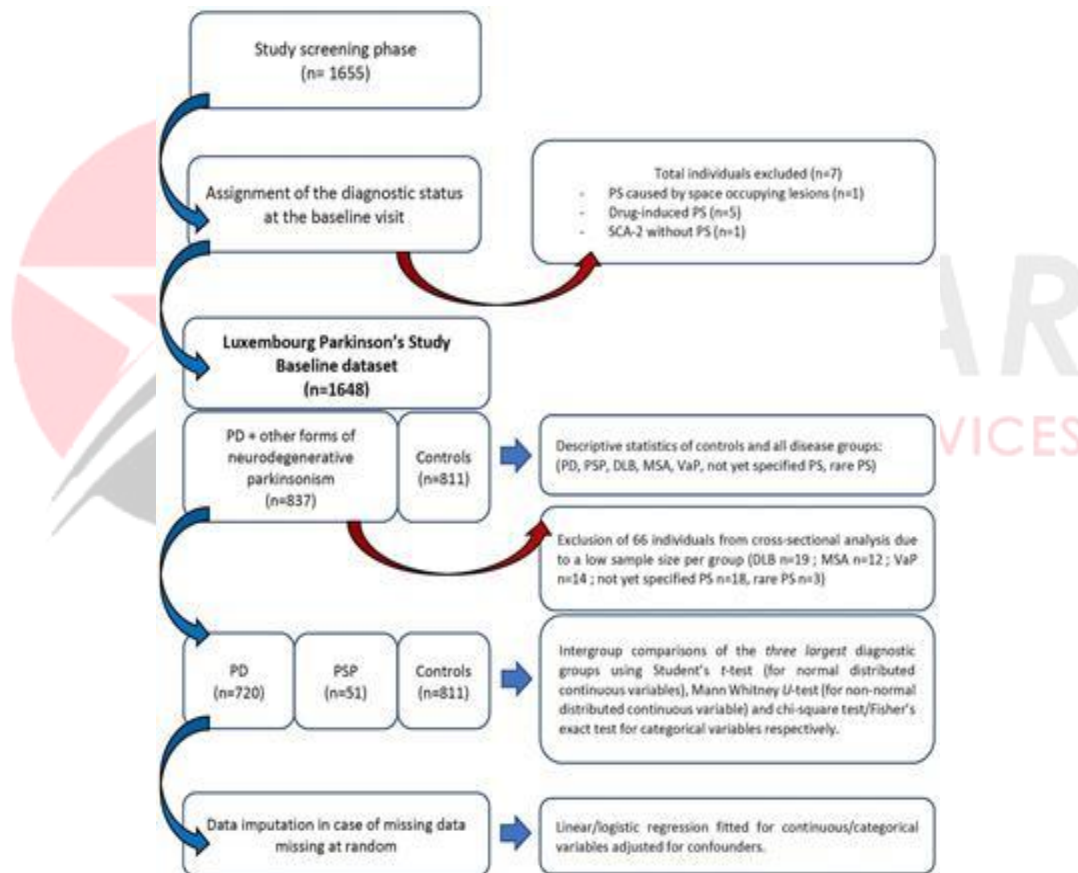 Study screening phase
(n= 1655)
Assignment of the diagnostic status
at the baseline visit
Total individuals excluded (n=7)
- PS caused by space occupying lesions (n=1)
- Drug-induced PS (n=5)
- SCA-2 without PS (n=1)
Luxembourg Parkinson's Study
Baseline dataset
(n=1648)
PD + other forms of
neurodegenerative
parkinsonism
(n=837)
Controls
(n=811)
Descriptive statistics of controls and all disease groups:
(PD, PSP, DLB, MSA, VaP, not yet specified PS, rare PS)
Exclusion of 66 individuals from cross-sectional analysis due
to a low sample size per group (DLB n=19 ; MSA n=12 ; VaP
n=14 ; not yet specified PS n=18, rare PS n=3)
PD
(n=720)
PSP
(n=51)
Controls
(n=811)
Intergroup comparisons of the three largest diagnostic
groups using Student's t-test (for normal distributed
continuous variables), Mann Whitney U-test (for non-normal
distributed continuous variable) and chi-square test/Fisher's
exact test for categorical variables respectively.
Data imputation in case of missing data
missing at random
Linear/logistic regression fitted for continuous/categorical
variables adjusted for confounders.
AR
VICES